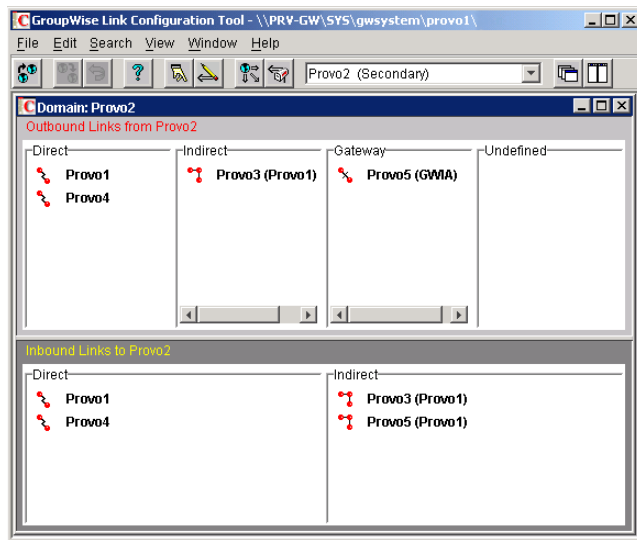 GroupWise Link Configuration Tool - \\PRV-GW\SYS\gwsystem\provo1\
File Edit Search View Window Help
Provo2 (Secondary)
Domain: Provo2
Outbound Links from Provo2
Direct Indirect Gateway Undefined
Provo1 Provo3 (Provo1) Provo5 (GWIA)
Provo4
Inbound Links to Provo2
Direct Indirect
Provo1 Provo3 (Provo1)
Provo4 Provo5 (Provo1)